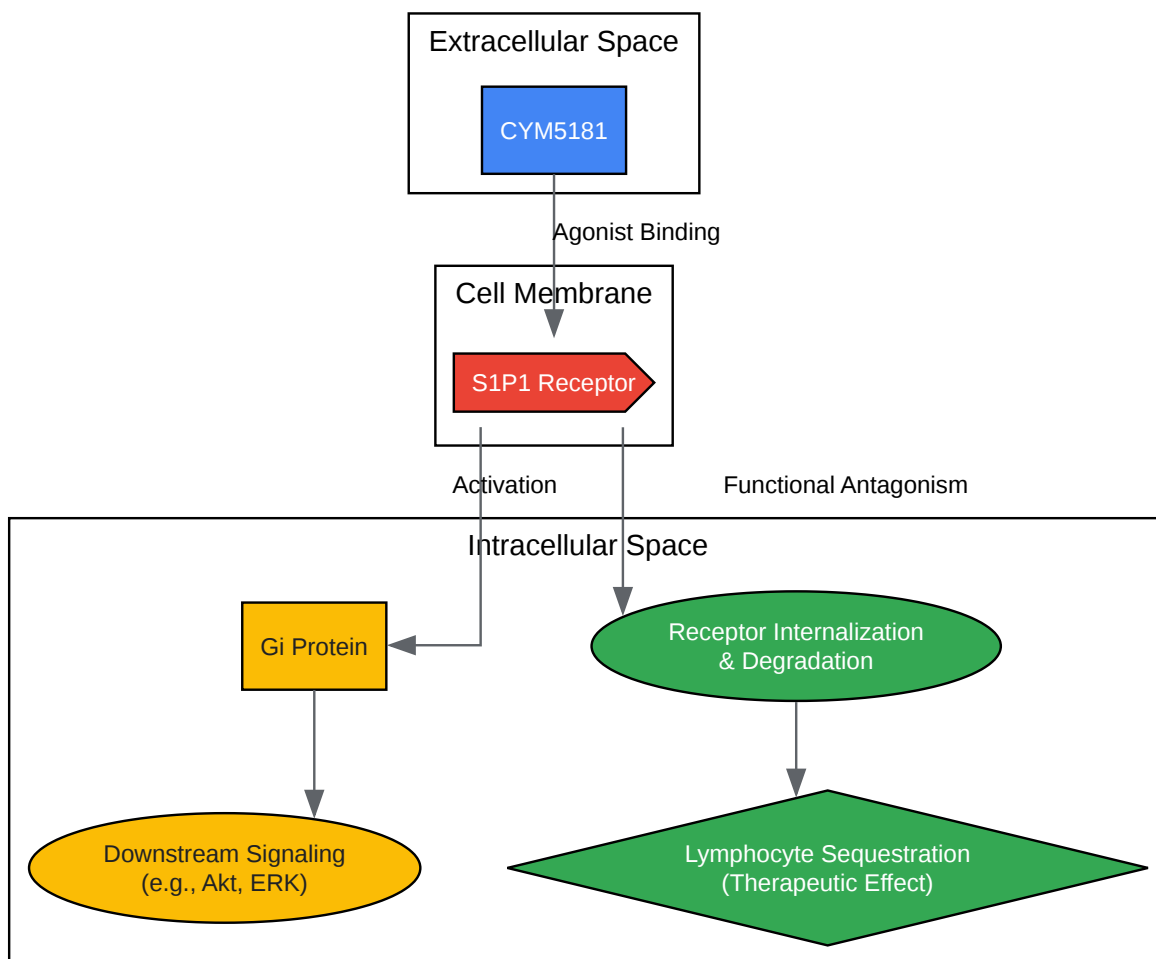 Extracellular Space
CYM5181
Agonist Binding
Cell Membrane
S1P1 Receptor
Activation
Functional Antagonism
Intracellular Space
Gi Protein
Receptor Internalization
& Degradation
Downstream Signaling
(e.g., Akt, ERK)
Lymphocyte Sequestration
(Therapeutic Effect)